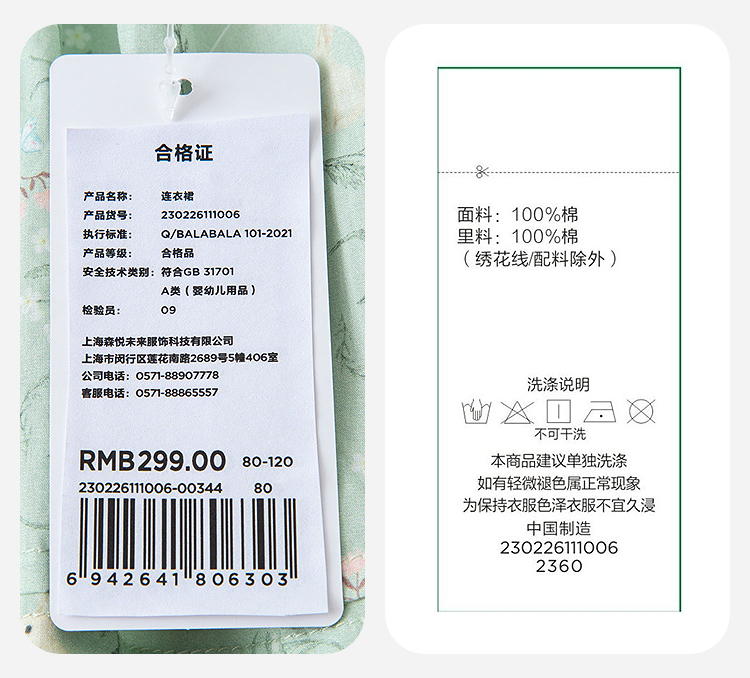 合格证
产品名称： 连衣裙
产品货号： 230226111006
执行标准： Q/BALABALA 101-2021
产品等级： 合格品
安全技术类别：符合GB 31701
A类（婴幼儿用品）
检验员： 09
上海森悦未来服饰科技有限公司
上海市闵行区莲花南路2689号5幢406室
公司电话：0571-88907778
客服电话：0571-88865557
RMB299.00 80-120
230226111006-00344 80
6 942641 806303
面料：100%棉
里料：100%棉
（绣花线/配料除外）
洗涤说明
不可干洗
本商品建议单独洗涤
如有轻微褪色属正常现象
为保持衣服色泽衣服不宜久浸
中国制造
230226111006
2360